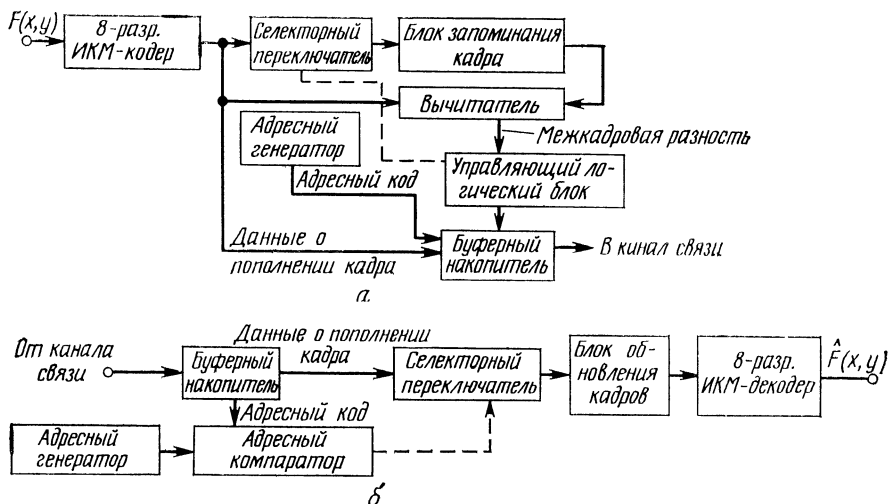 F(x,y)
8-разр.
ИКМ-кодер
Селекторный
переключатель
Блок запоминания
кадра
Вычитатель
Адресный
генератор
Межкадровая разность
Управляющий ло-
гический блок
Адресный код
Данные о
пополнении кадра
Буферный
накопитель
В канал связи
а
От канала
связи
Буферный
накопитель
Данные о пополнении
кадра
Селекторный
переключатель
Блок об-
новления
кадров
8-разр.
ИКМ-декодер
F̂(x,y)
Адресный код
Адресный
генератор
Адресный
компаратор
б